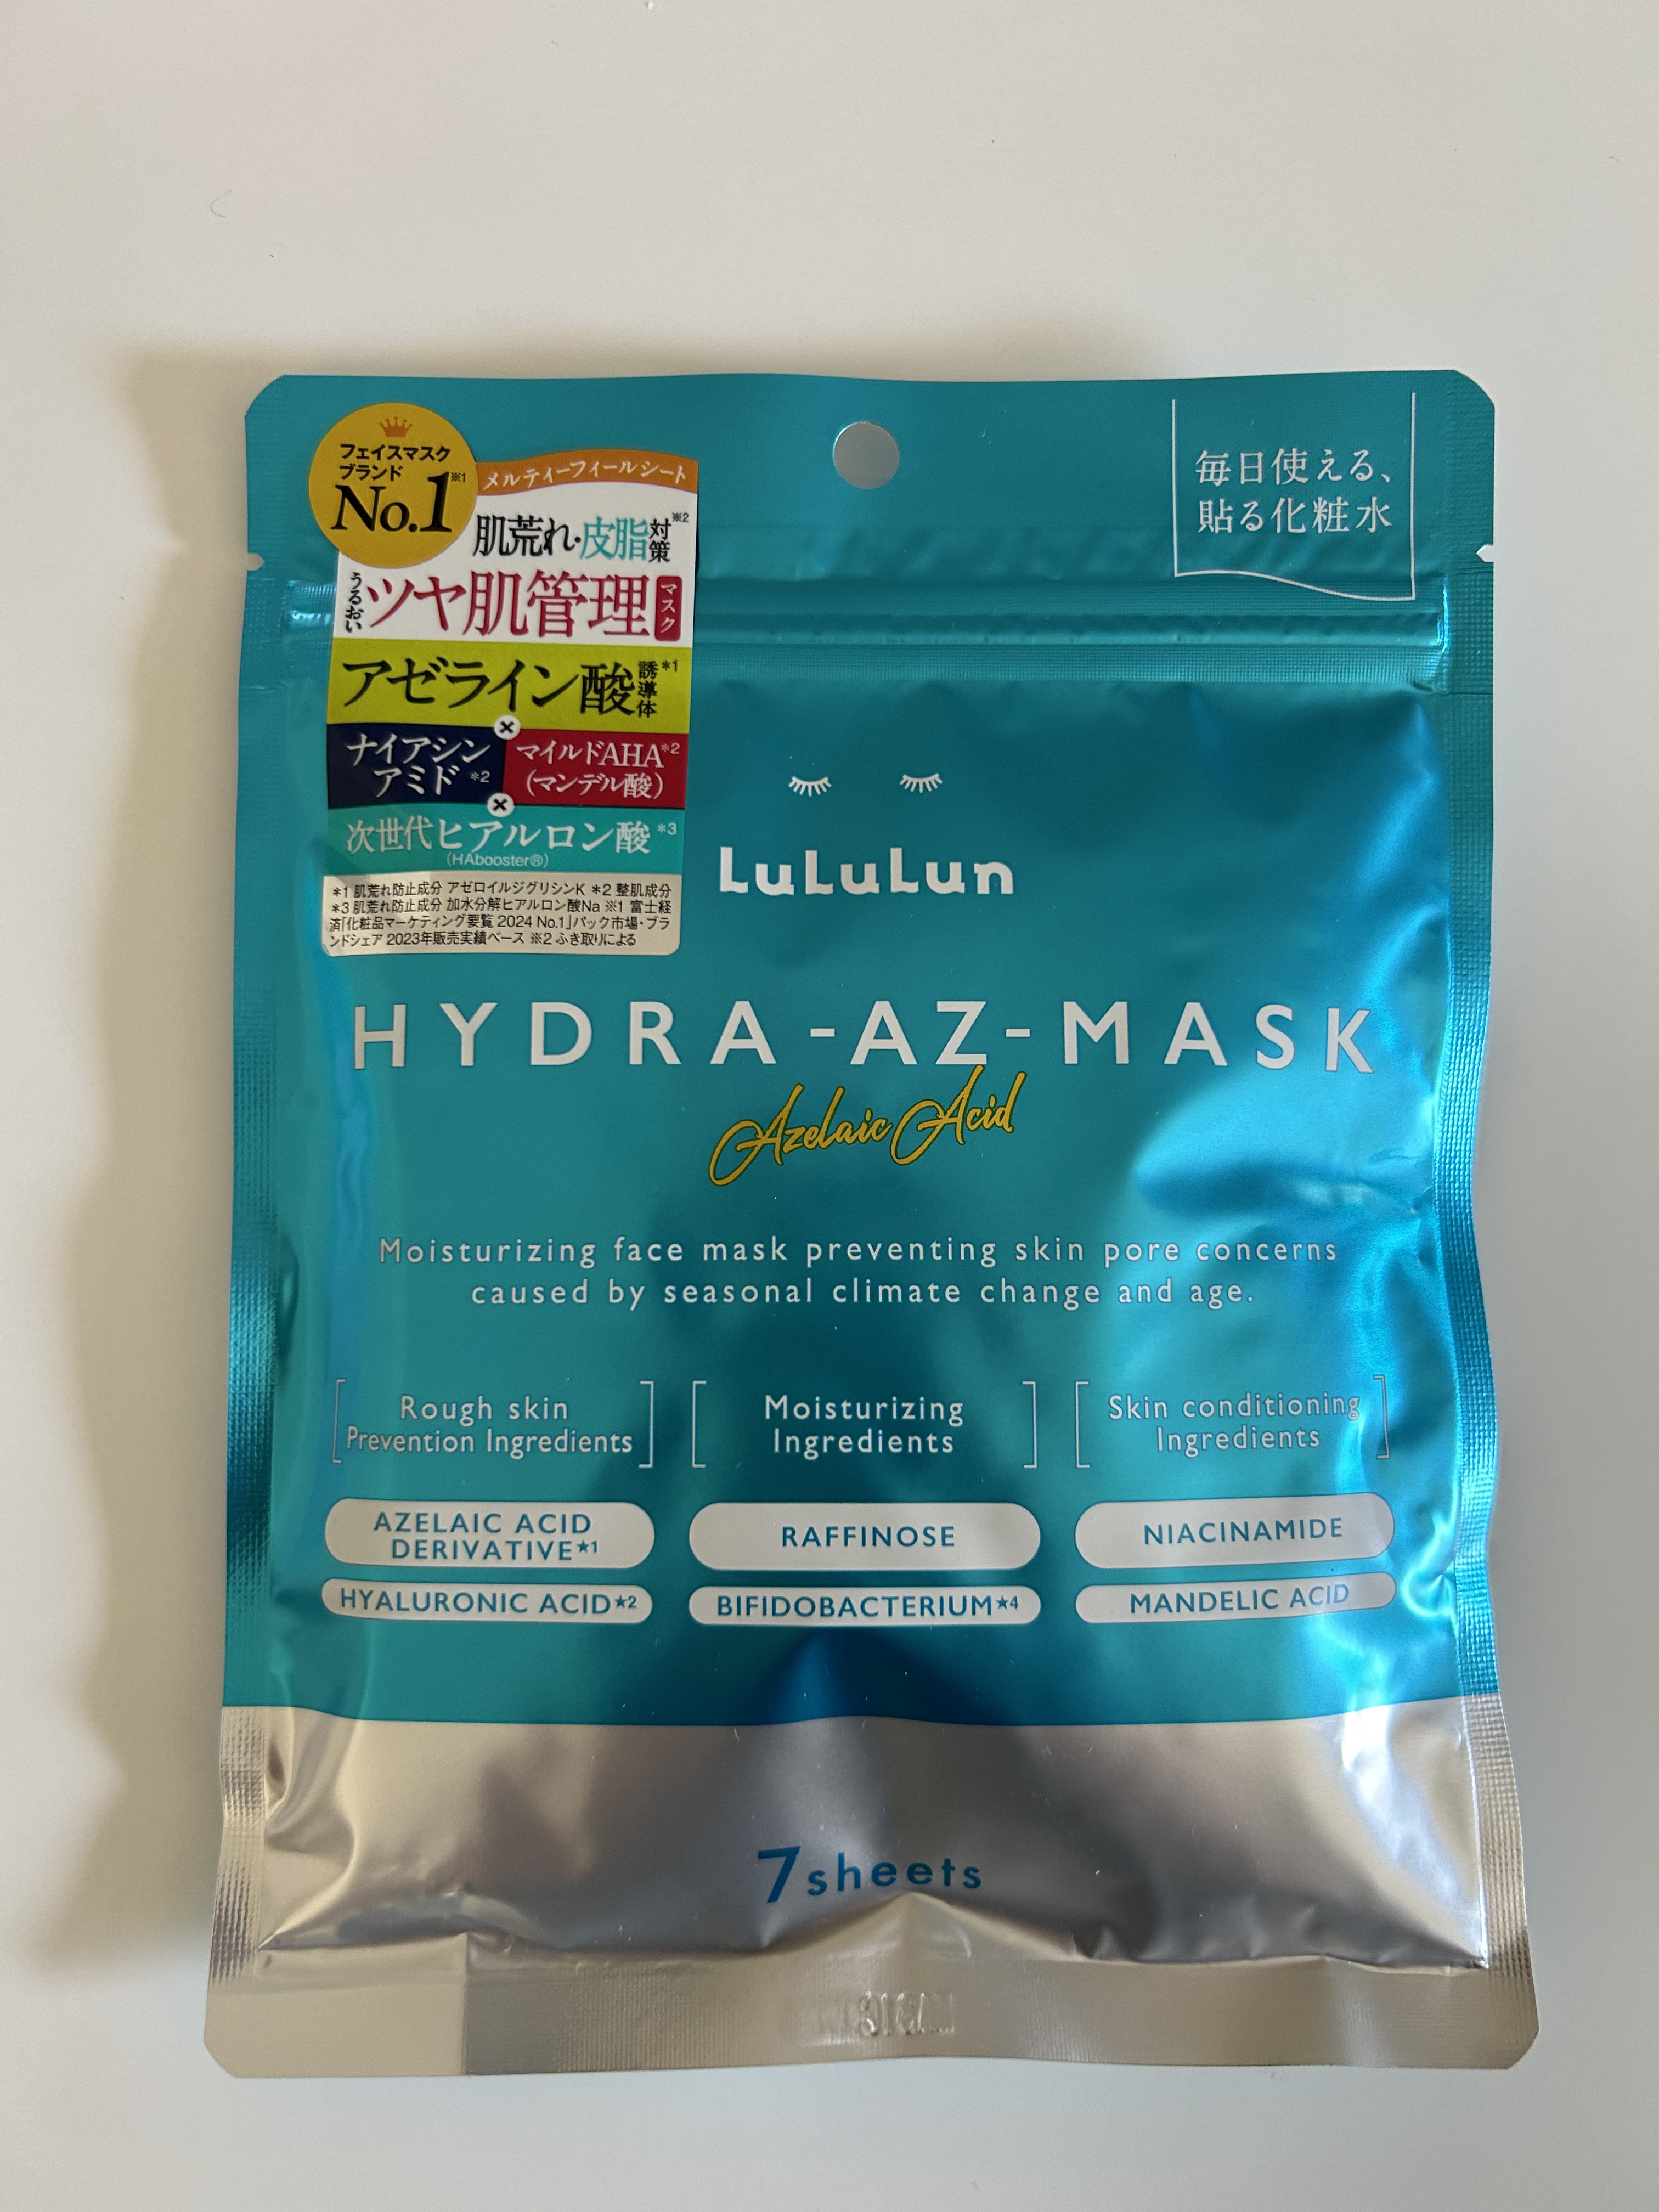 フェイスマスク
ブランド
No.1※1
メルティーフィールシート
肌荒れ・皮脂対策※2
うるおいツヤ肌管理マスク
アゼライン酸誘導体*1
×
ナイアシン
アミド*2
マイルドAHA*2
(マンデル酸)
×
次世代ヒアルロン酸*3
(HAbooster®)
*1 肌荒れ防止成分 アゼロイルジグリシンK *2 整肌成分
*3 肌荒れ防止成分 加水分解ヒアルロン酸Na ※1 富士経
済「化粧品マーケティング要覧 2024 No.1」パック市場・ブラ
ンドシェア 2023年販売実績ベース ※2 ふき取りによる
毎日使える、
貼る化粧水
LuLuLun
HYDRA-AZ-MASK
Azelaic Acid
Moisturizing face mask preventing skin pore concerns
caused by seasonal climate change and age.
Rough skin
Prevention Ingredients
AZELAIC ACID
DERIVATIVE★1
HYALURONIC ACID★2
Moisturizing
Ingredients
RAFFINOSE
BIFIDOBACTERIUM★4
Skin conditioning
Ingredients
NIACINAMIDE
MANDELIC ACID
7sheets